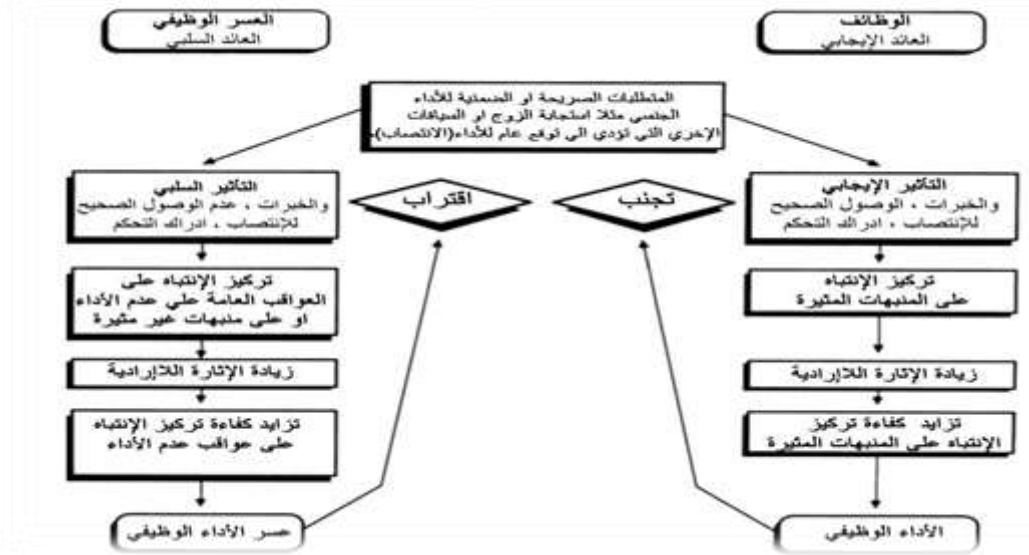 الوظائف
العائد الإيجابي
العسر الوظيفي
العائد السلبي
المتطلبات الصريحة او الضمنية للأداء
الجنسي مثلا استجابة الزوج او السياقات
الإخري التي تؤدي الى توقع عام للأداء(الانتصاب)،
التأثير الإيجابي
والخبرات ، الوصول الصحيح
للإنتصاب ، ادراك التحكم
تجنب
اقتراب
التأثير السلبي
والخبرات ، عدم الوصول الصحيح
للإنتصاب ، ادراك التحكم
تركيز الإنتباه
على المنبهات المثيرة
تركيز الإنتباه على
العواقب العامة علي عدم الأداء
او على منبهات غير مثيرة
زيادة الإثارة اللاإرادية
زيادة الإثارة اللاإرادية
تزايد كفاءة تركيز
الإنتباه على المنبهات المثيرة
تزايد كفاءة تركيز الإنتباه
على عواقب عدم الأداء
الأداء الوظيفي
عسر الأداء الوظيفي